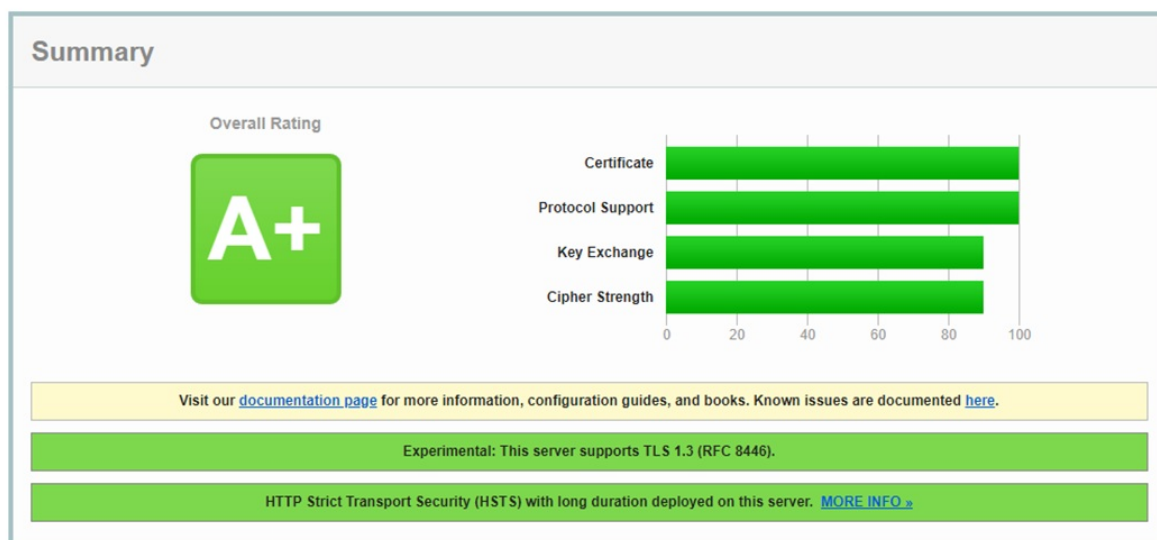 Summary
Overall Rating
A+
Certificate
Protocol Support
Key Exchange
Cipher Strength
0 20 40 60 80 100
Visit our documentation page for more information, configuration guides, and books. Known issues are documented here.
Experimental: This server supports TLS 1.3 (RFC 8446).
HTTP Strict Transport Security (HSTS) with long duration deployed on this server. MORE INFO »